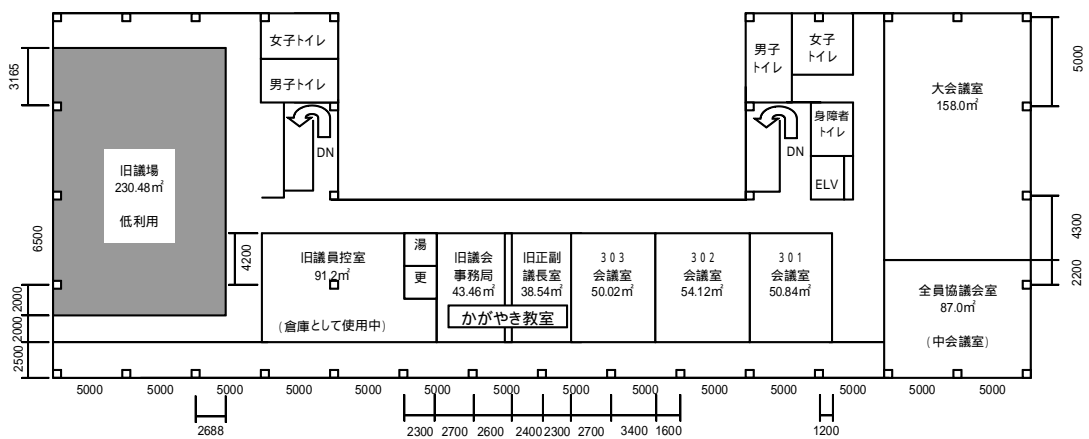 女子トイレ
男子トイレ
DN
男子
トイレ
女子
トイレ
身障者
トイレ
DN
ELV
大会議室
158.0㎡
旧議場
230.48㎡
低利用
旧議員控室
91.2㎡
(倉庫として使用中)
湯
更
旧議会
事務局
43.46㎡
旧正副
議長室
38.54㎡
かがやき教室
303
会議室
50.02㎡
302
会議室
54.12㎡
301
会議室
50.84㎡
全員協議会室
87.0㎡
(中会議室)
3165
6500
2000
2000
2500
4200
5000
4300
2200
5000 5000 5000 5000 5000 5000 5000 5000 5000 5000 5000 5000 5000
2688 2300 2700 2600 2400 2300 2700 3400 1600 1200